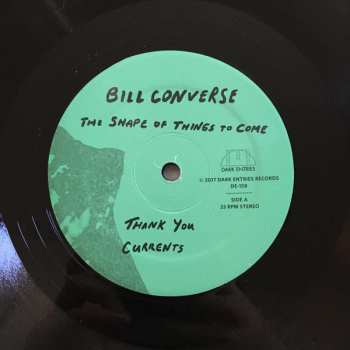 BILL CONVERSE
THE SHAPE OF THINGS TO COME
DARK ENTRIES
© 2017 DARK ENTRIES RECORDS
DE-158
SIDE A
33 RPM STEREO
THANK YOU
CURRENTS